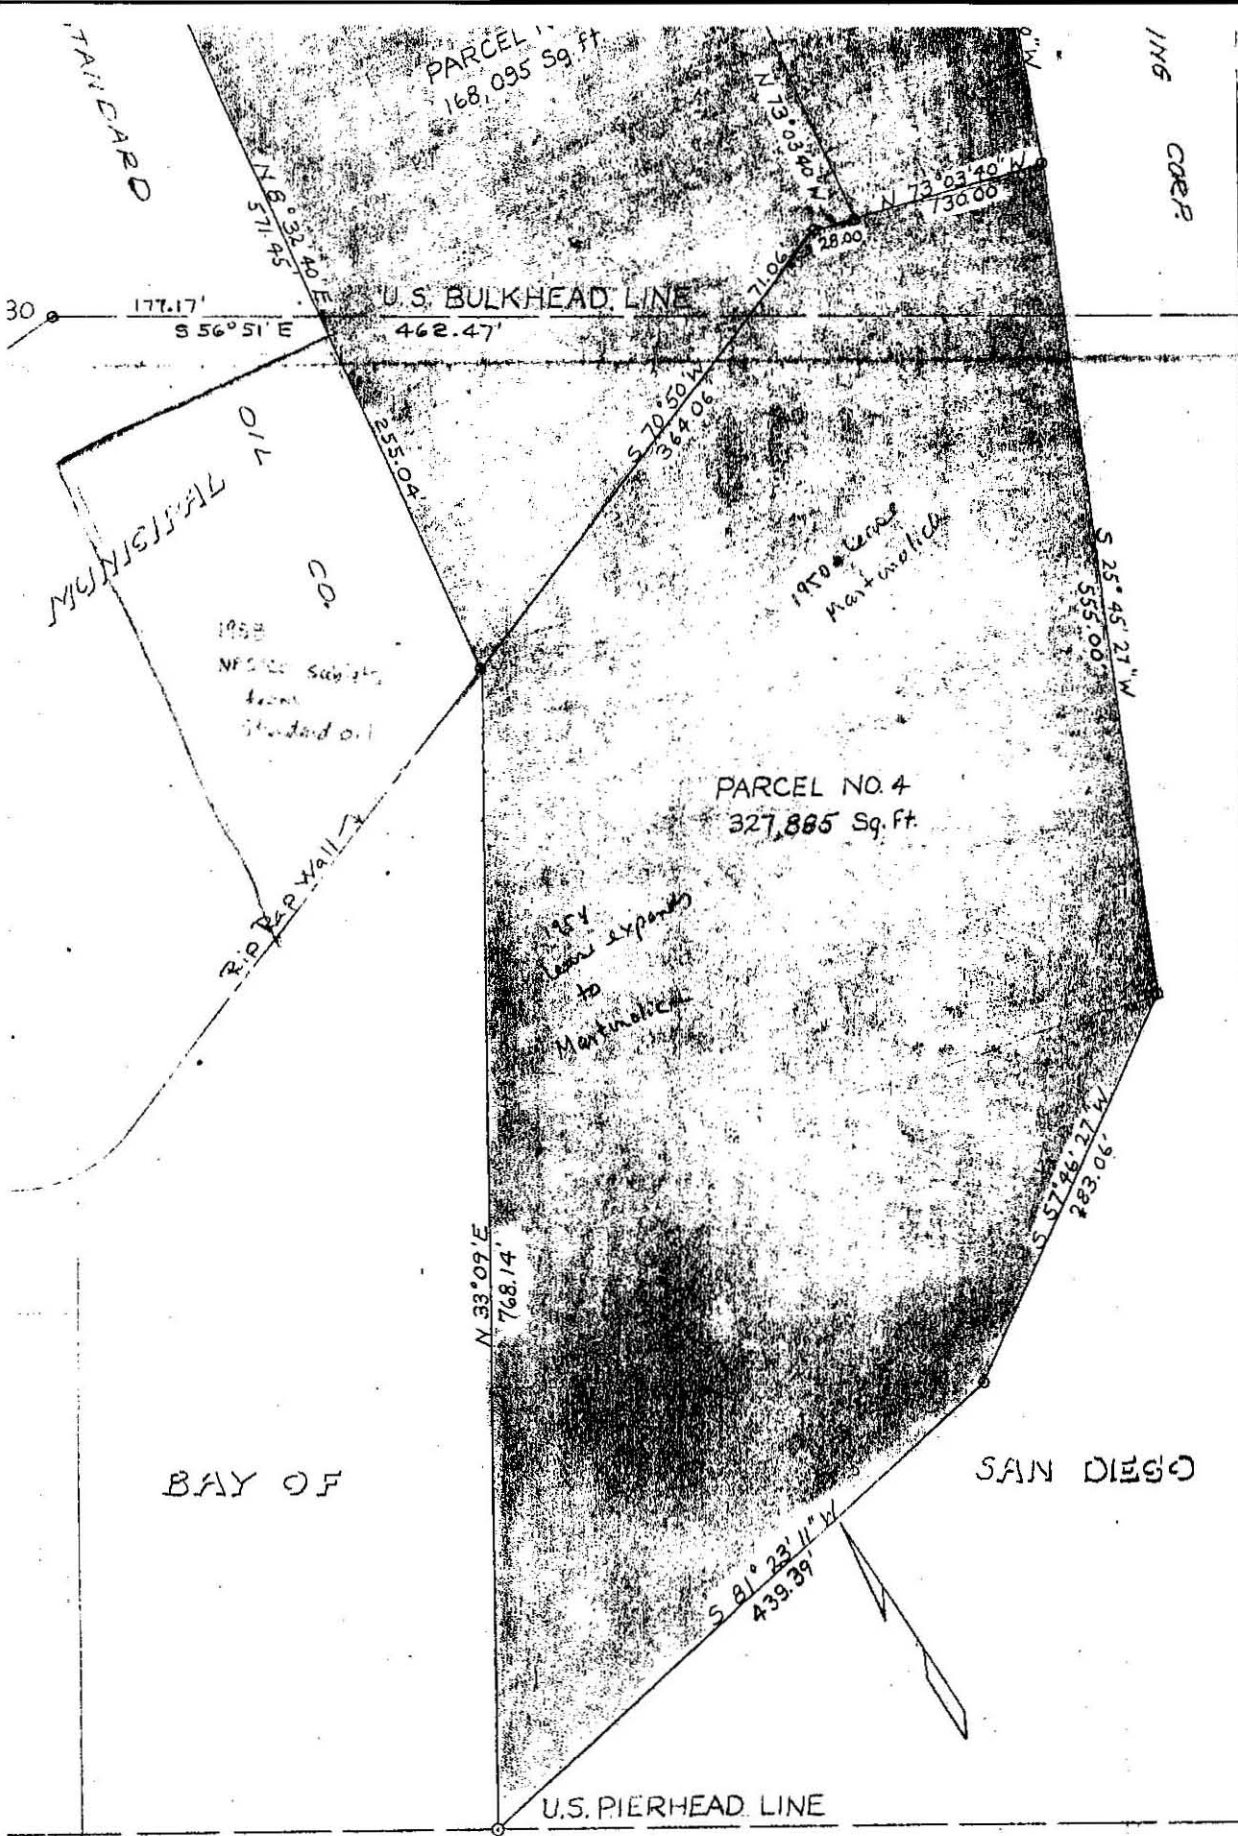 TANDARD
PARCEL
168,095 Sq ft.
ING CORP.
N 8°32'40" E
571.45
N 73°03'40" W
N 73°03'40" W
130.00
28.00
71.06
30
177.17'
S 56°51' E
U.S. BULKHEAD LINE
462.47'
255.04'
S 70°50' W
364.06
OIL
CO.
1950 Lease
Martinolich
S 25°45'27" W
555.00'
from
Standard Oil
PARCEL NO. 4
327,885 Sq. Ft.
Rip Rap Wall
1954
lease expands
to
Martinolich
S 57°46'27" W
283.06'
N 33°09' E
768.14'
BAY OF
SAN DIEGO
S 81°23'11" W
439.39'
U.S. PIERHEAD LINE